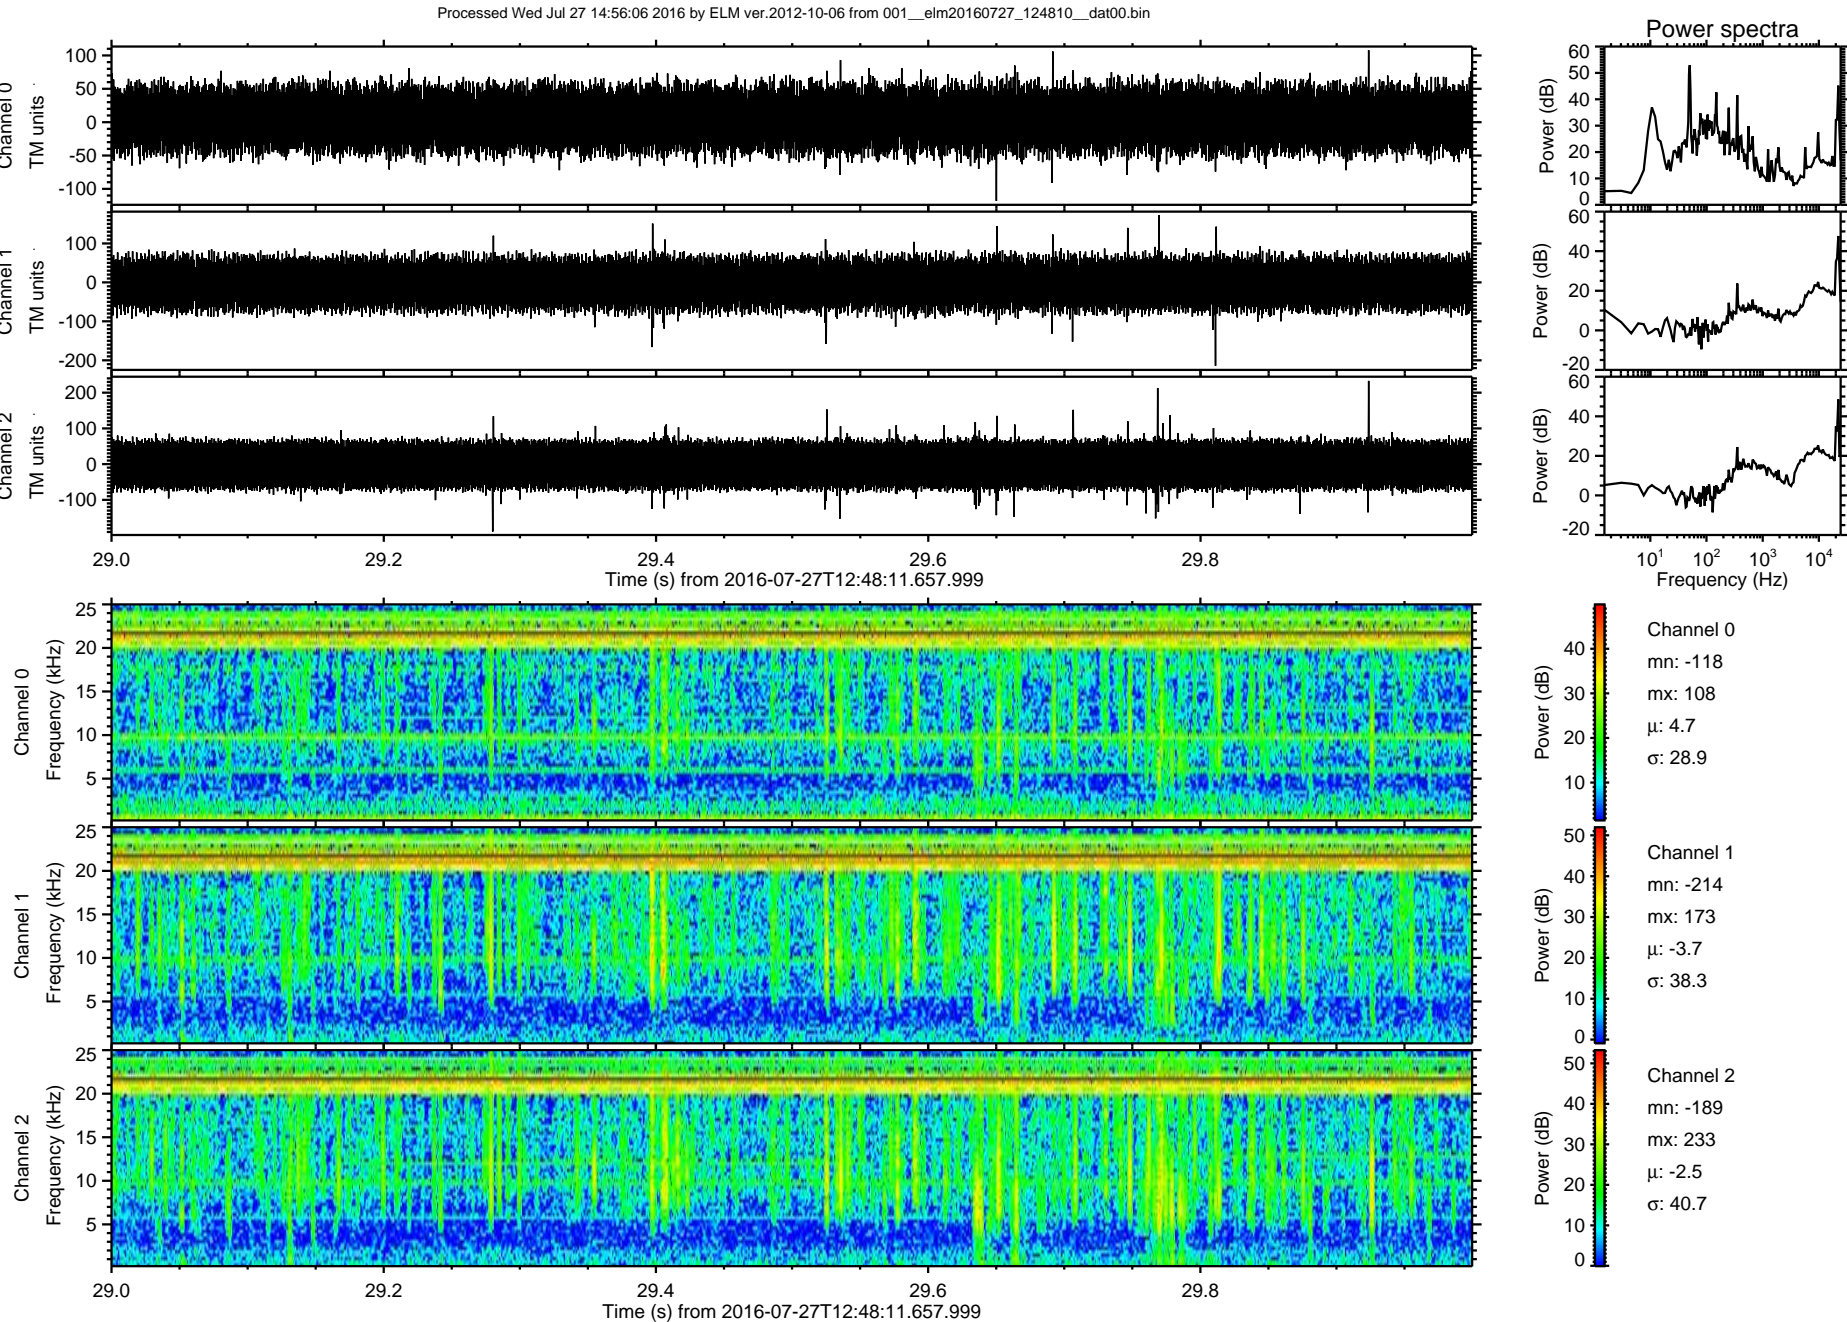 Processed Wed Jul 27 14:56:06 2016 by ELM ver.2012-10-06 from 001__elm20160727_124810__dat00.bin
Power spectra
Channel 0
TM units
100
50
0
-50
-100
Power (dB)
60
50
40
30
20
10
0
Channel 1
TM units
100
0
-100
-200
Power (dB)
60
40
20
0
-20
Channel 2
TM units
200
100
0
-100
Power (dB)
60
40
20
0
-20
29.0 29.2 29.4 29.6 29.8
Time (s) from 2016-07-27T12:48:11.657.999
10¹ 10² 10³ 10⁴
Frequency (Hz)
Channel 0
Frequency (kHz)
25
20
15
10
5
Power (dB)
40
30
20
10
Channel 0
mn: -118
mx: 108
μ: 4.7
σ: 28.9
Channel 1
Frequency (kHz)
25
20
15
10
5
Power (dB)
50
40
30
20
10
0
Channel 1
mn: -214
mx: 173
μ: -3.7
σ: 38.3
Channel 2
Frequency (kHz)
25
20
15
10
5
Power (dB)
50
40
30
20
10
0
Channel 2
mn: -189
mx: 233
μ: -2.5
σ: 40.7
29.0 29.2 29.4 29.6 29.8
Time (s) from 2016-07-27T12:48:11.657.999